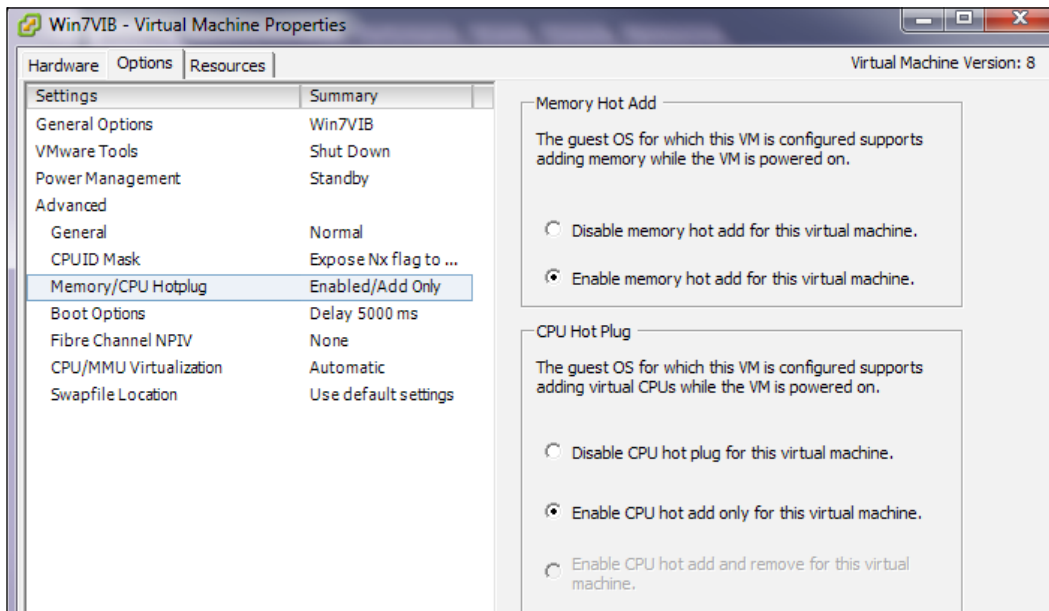 Win7VIB - Virtual Machine Properties
Hardware Options Resources
Virtual Machine Version: 8
Settings Summary
General Options Win7VIB
VMware Tools Shut Down
Power Management Standby
Advanced
General Normal
CPUID Mask Expose Nx flag to ...
Memory/CPU Hotplug Enabled/Add Only
Boot Options Delay 5000 ms
Fibre Channel NPIV None
CPU/MMU Virtualization Automatic
Swapfile Location Use default settings
Memory Hot Add
The guest OS for which this VM is configured supports
adding memory while the VM is powered on.
Disable memory hot add for this virtual machine.
Enable memory hot add for this virtual machine.
CPU Hot Plug
The guest OS for which this VM is configured supports
adding virtual CPUs while the VM is powered on.
Disable CPU hot plug for this virtual machine.
Enable CPU hot add only for this virtual machine.
Enable CPU hot add and remove for this virtual
machine.